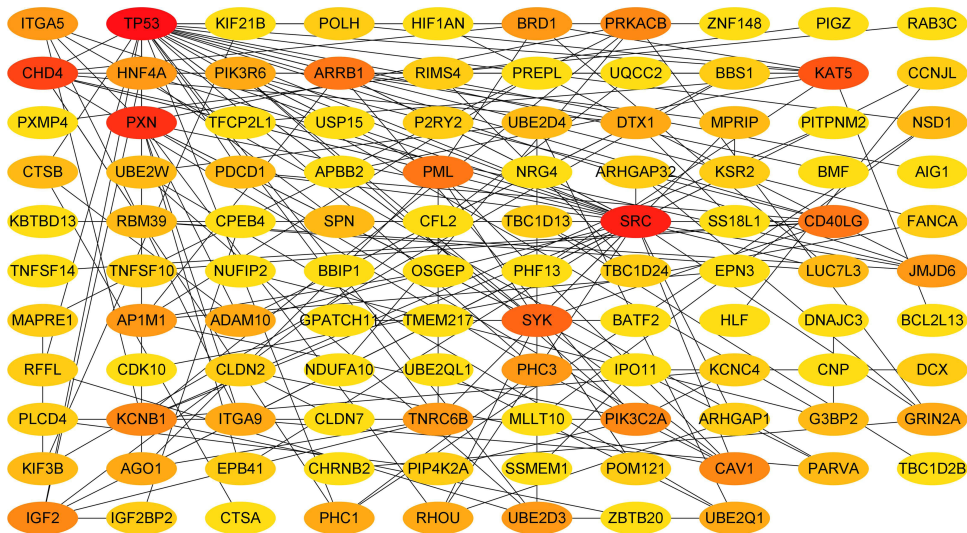 ITGA5 TP53 KIF21B POLH HIF1AN BRD1 PRKACB ZNF148 PIGZ RAB3C
CHD4 HNF4A PIK3R6 ARRB1 RIMS4 PREPL UQCC2 BBS1 KAT5 CCNJL
PXMP4 PXN TFCP2L1 USP15 P2RY2 UBE2D4 DTX1 MPRIP PITPNM2 NSD1
CTSB UBE2W PDCD1 APBB2 PML NRG4 ARHGAP32 KSR2 BMF AIG1
KBTBD13 RBM39 CPEB4 SPN CFL2 TBC1D13 SRC SS18L1 CD40LG FANCA
TNFSF14 TNFSF10 NUFIP2 BBIP1 OSGEP PHF13 TBC1D24 EPN3 LUC7L3 JMJD6
MAPRE1 AP1M1 ADAM10 GPATCH11 TMEM217 SYK BATF2 HLF DNAJC3 BCL2L13
RFFL CDK10 CLDN2 NDUFA10 UBE2QL1 PHC3 IPO11 KCNC4 CNP DCX
PLCD4 KCNB1 ITGA9 CLDN7 TNRC6B MLLT10 PIK3C2A ARHGAP1 G3BP2 GRIN2A
KIF3B AGO1 EPB41 CHRNB2 PIP4K2A SSMEM1 POM121 CAV1 PARVA TBC1D2B
IGF2 IGF2BP2 CTSA PHC1 RHOU UBE2D3 ZBTB20 UBE2Q1